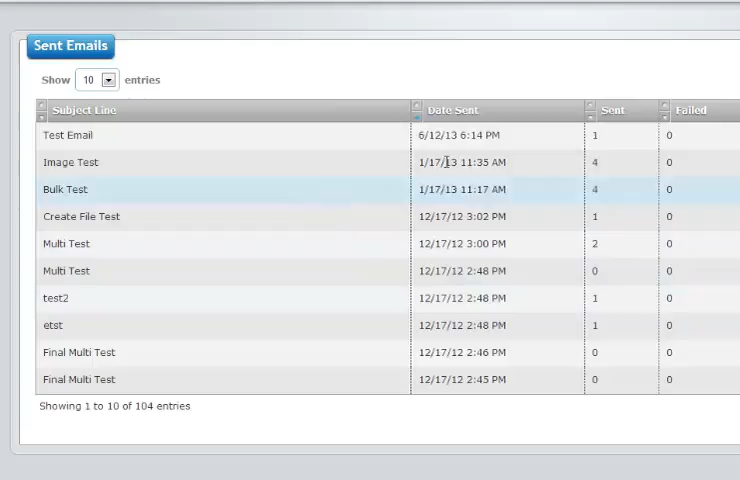 Sent Emails
Show 10 entries
Subject Line Date Sent Sent Failed
Test Email 6/12/13 6:14 PM 1 0
Image Test 1/17/13 11:35 AM 4 0
Bulk Test 1/17/13 11:17 AM 4 0
Create File Test 12/17/12 3:02 PM 1 0
Multi Test 12/17/12 3:00 PM 2 0
Multi Test 12/17/12 2:48 PM 0 0
test2 12/17/12 2:48 PM 1 0
etst 12/17/12 2:48 PM 1 0
Final Multi Test 12/17/12 2:46 PM 0 0
Final Multi Test 12/17/12 2:45 PM 0 0
Showing 1 to 10 of 104 entries